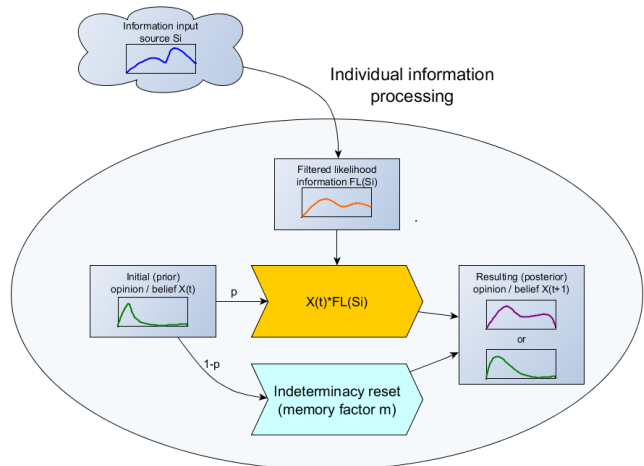 Information input
source Si
Individual information
processing
Filtered likelihood
information FL(Si)
Initial (prior)
opinion / belief X(t)
p
X(t)*FL(Si)
Resulting (posterior)
opinion / belief X(t+1)
or
1-p
Indeterminacy reset
(memory factor m)